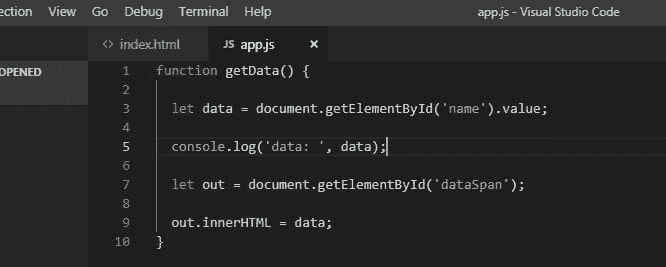 ection View Go Debug Terminal Help app.js - Visual Studio Code
OPENED
<> index.html JS app.js ×
1 function getData() {
2
3 let data = document.getElementById('name').value;
4
5 console.log('data: ', data);
6
7 let out = document.getElementById('dataSpan');
8
9 out.innerHTML = data;
10 }